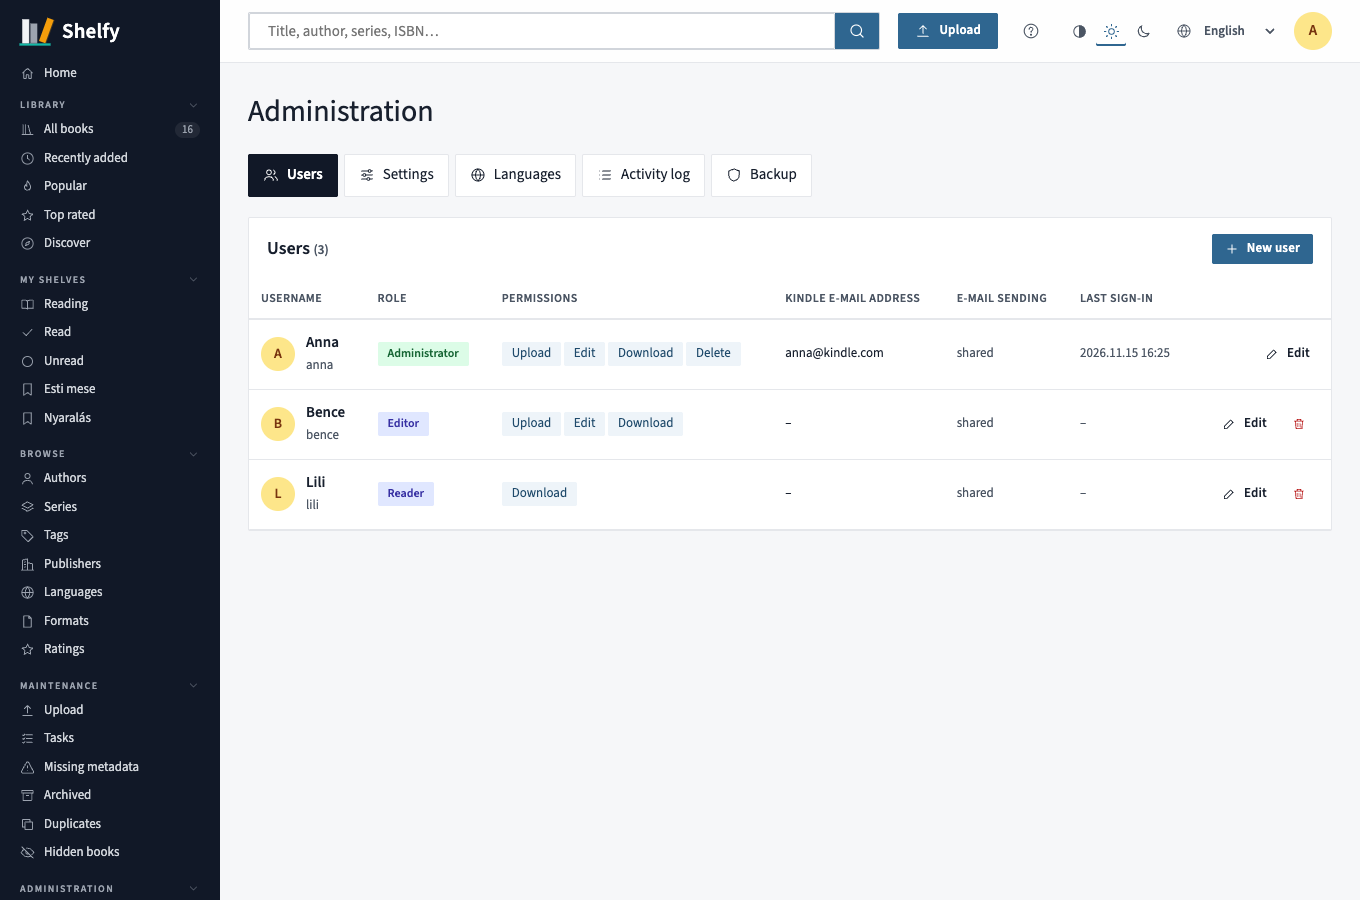 Shelfy
Home
LIBRARY
All books 16
Recently added
Popular
Top rated
Discover
MY SHELVES
Reading
Read
Unread
Esti mese
Nyaralás
BROWSE
Authors
Series
Tags
Publishers
Languages
Formats
Ratings
MAINTENANCE
Upload
Tasks
Missing metadata
Archived
Duplicates
Hidden books
ADMINISTRATION
Title, author, series, ISBN…
Upload
English
A
Administration
Users
Settings
Languages
Activity log
Backup
Users (3)
New user
USERNAME ROLE PERMISSIONS KINDLE E-MAIL ADDRESS E-MAIL SENDING LAST SIGN-IN
A Anna
anna
Administrator Upload Edit Download Delete anna@kindle.com shared 2026.11.15 16:25 Edit
B Bence
bence
Editor Upload Edit Download – shared – Edit
L Lili
lili
Reader Download – shared – Edit